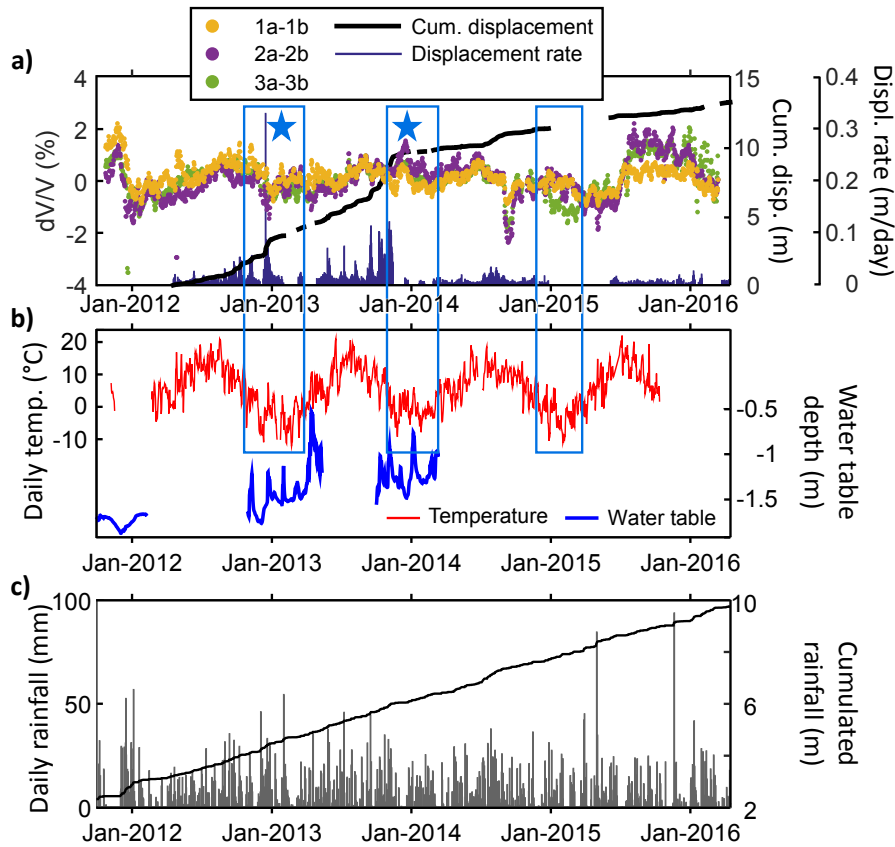 1a-1b
Cum. displacement
2a-2b
Displacement rate
3a-3b
a)
4
2
0
-2
-4
dV/V (%)
15
10
5
0
Cum. disp. (m)
0.4
0.3
0.2
0.1
0
Displ. rate (m/day)
Jan-2012 Jan-2013 Jan-2014 Jan-2015 Jan-2016
b)
20
10
0
-10
Daily temp. (°C)
-0.5
-1
-1.5
Water table
depth (m)
Temperature
Water table
Jan-2012 Jan-2013 Jan-2014 Jan-2015 Jan-2016
c)
100
50
0
Daily rainfall (mm)
10
6
2
Cumulated
rainfall (m)
Jan-2012 Jan-2013 Jan-2014 Jan-2015 Jan-2016